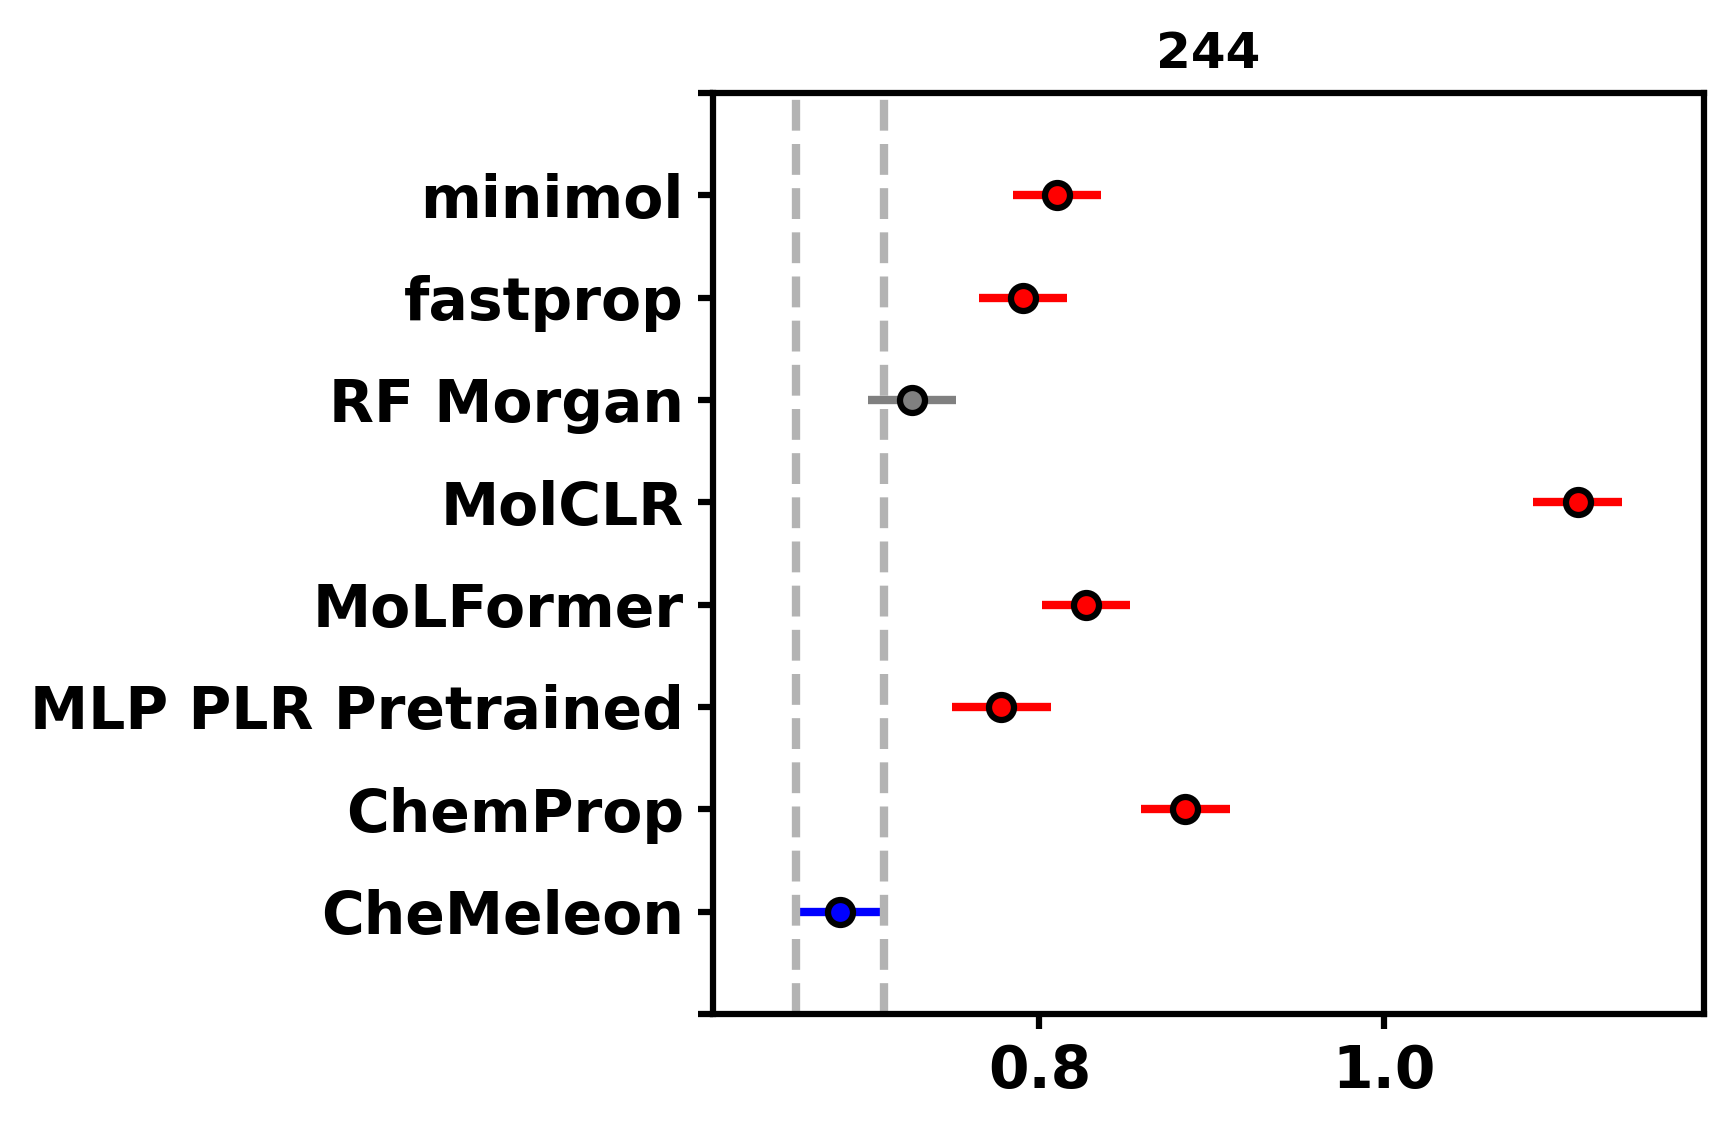 244
minimol
fastprop
RF Morgan
MolCLR
MoLFormer
MLP PLR Pretrained
ChemProp
CheMeleon
0.8 1.0